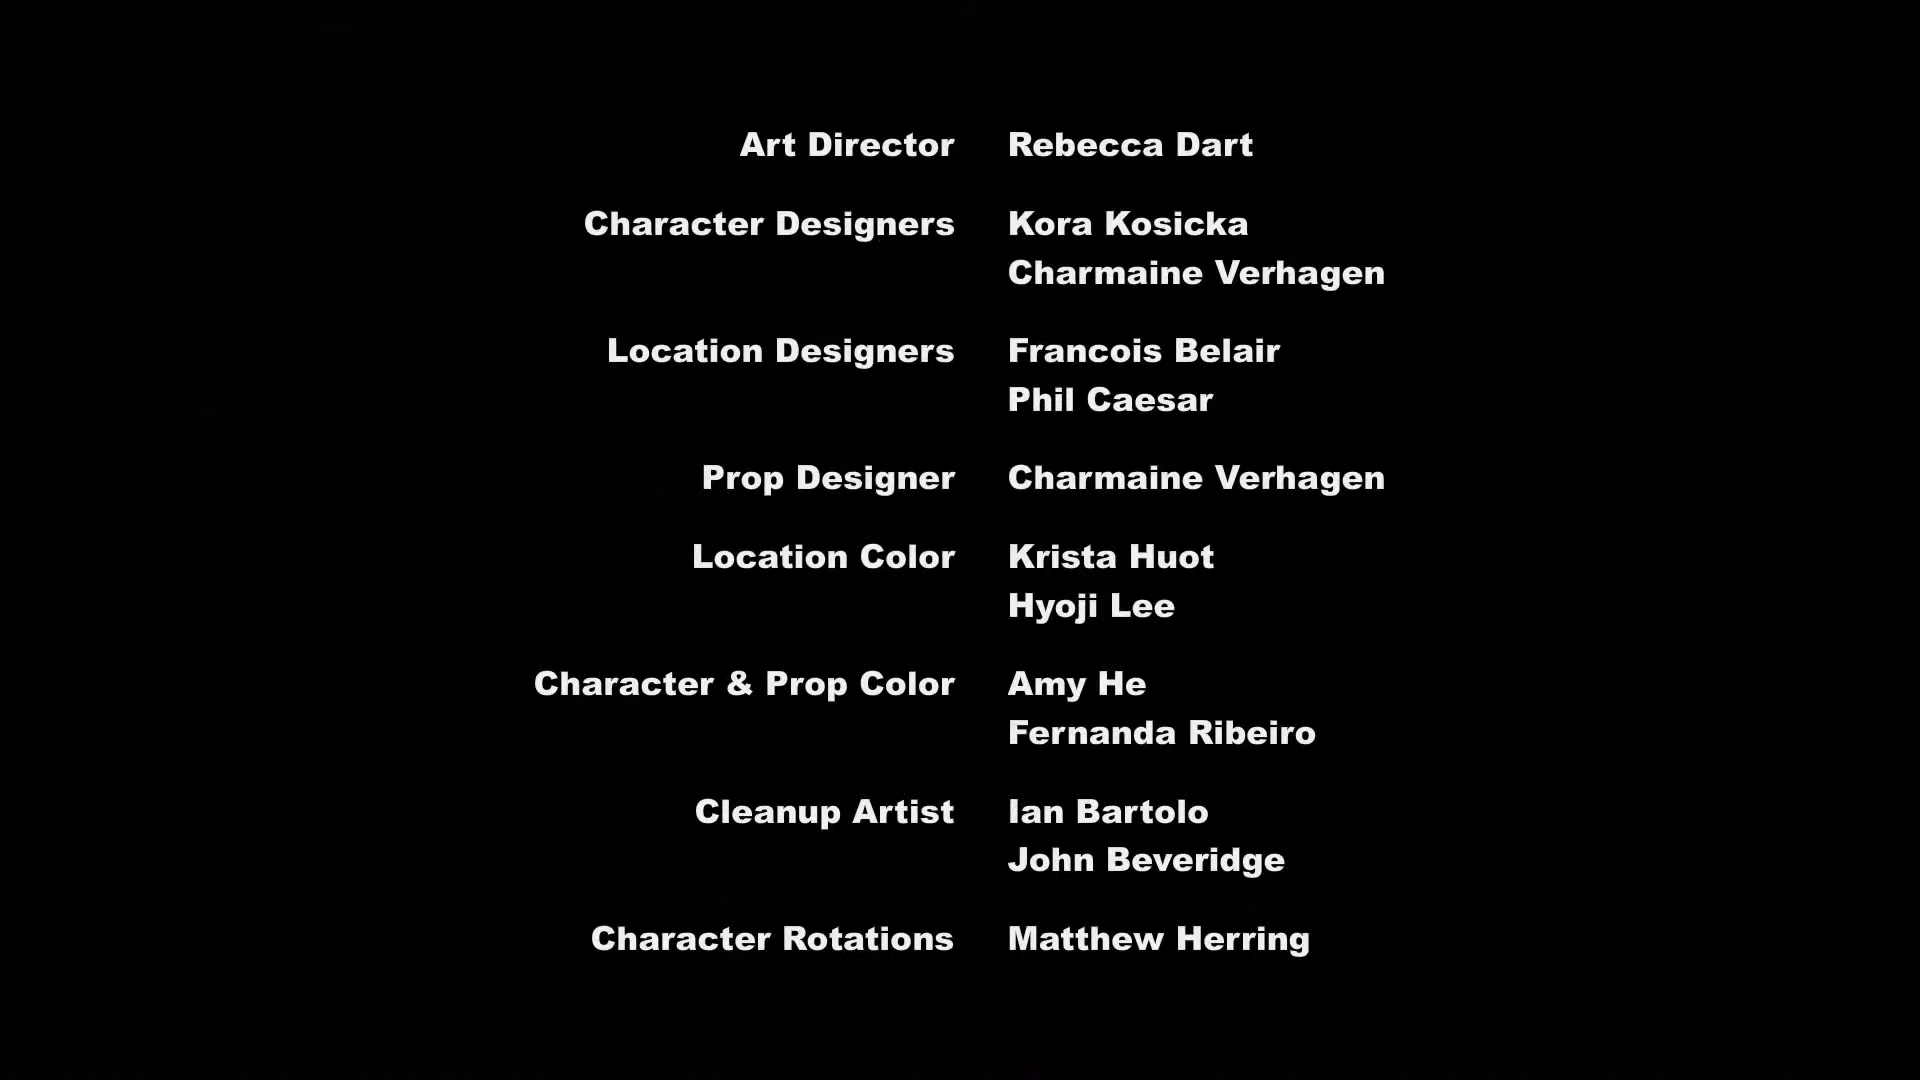 Art Director Rebecca Dart
Character Designers Kora Kosicka
Charmaine Verhagen
Location Designers Francois Belair
Phil Caesar
Prop Designer Charmaine Verhagen
Location Color Krista Huot
Hyoji Lee
Character & Prop Color Amy He
Fernanda Ribeiro
Cleanup Artist Ian Bartolo
John Beveridge
Character Rotations Matthew Herring